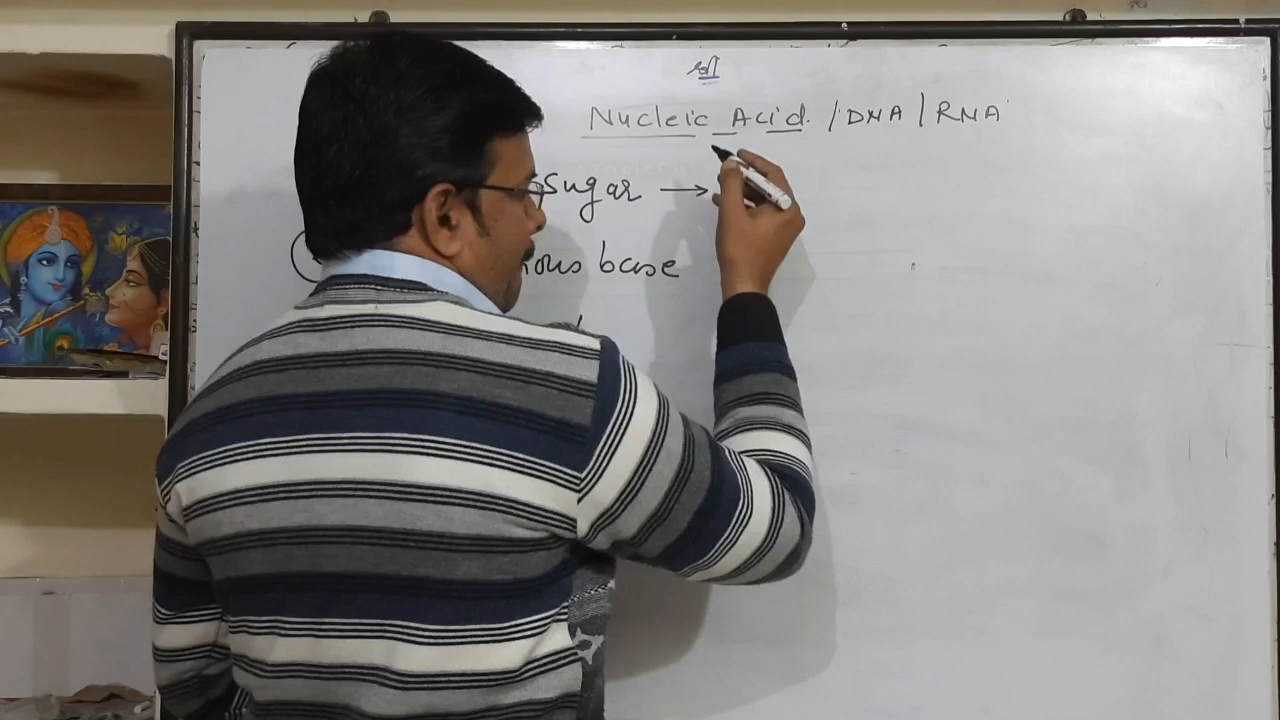 श्री
Nucleic Acid / DNA / RNA
Sugar →
base